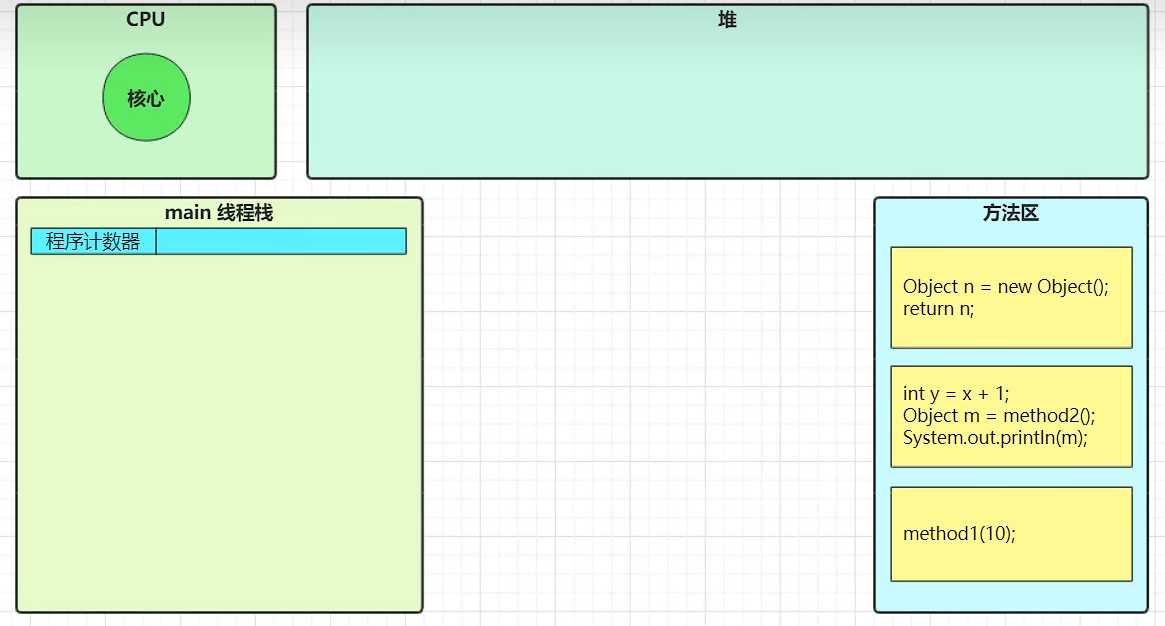 CPU
核心
堆
main 线程栈
程序计数器
方法区
Object n = new Object();
return n;
int y = x + 1;
Object m = method2();
System.out.println(m);
method1(10);